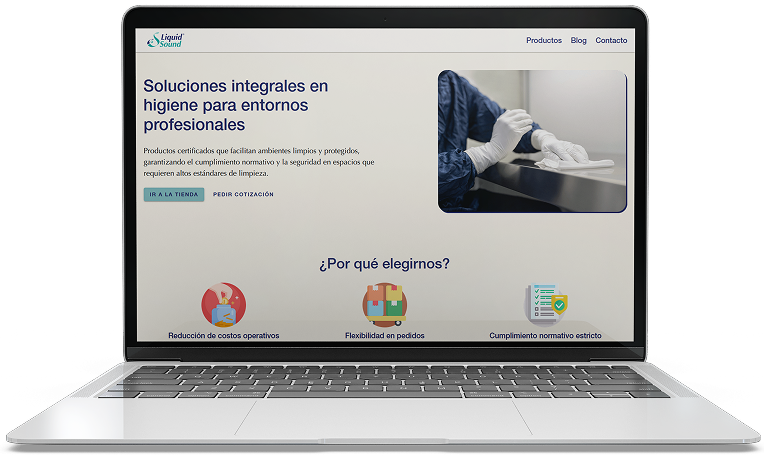 Liquid
Sound
Productos Blog Contacto
Soluciones integrales en
higiene para entornos
profesionales
Productos certificados que facilitan ambientes limpios y protegidos,
garantizando el cumplimiento normativo y la seguridad en espacios que
requieren altos estándares de limpieza.
IR A LA TIENDA PEDIR COTIZACIÓN
¿Por qué elegirnos?
Reducción de costos operativos Flexibilidad en pedidos Cumplimiento normativo estricto